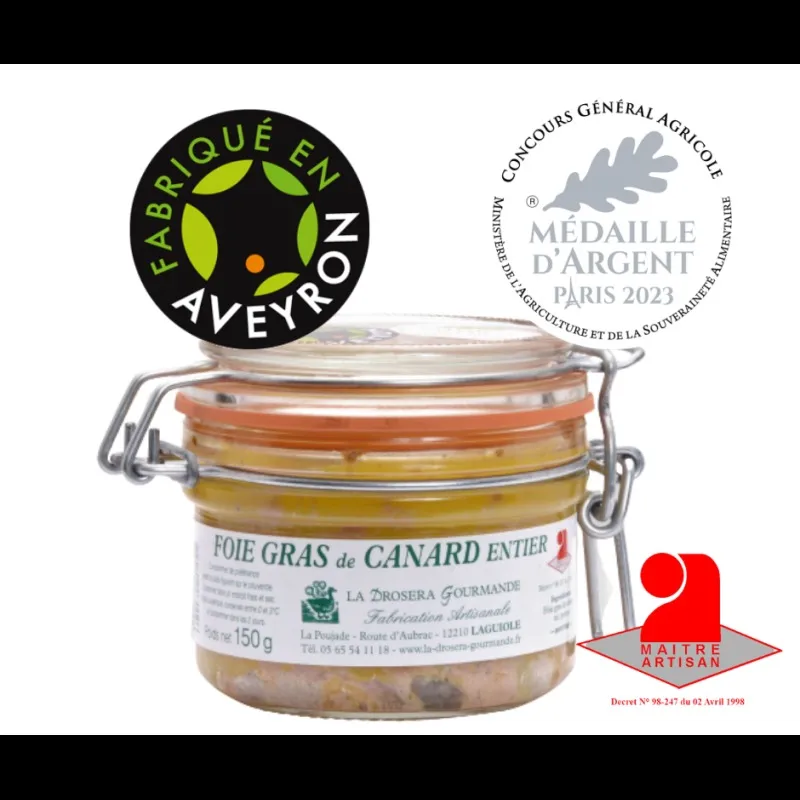 FABRIQUÉ EN
AVEYRON
CONCOURS GÉNÉRAL AGRICOLE
®
MÉDAILLE
D'ARGENT
PARIS 2023
MINISTÈRE DE L'AGRICULTURE ET DE LA SOUVERAINETÉ ALIMENTAIRE
FOIE GRAS de CANARD ENTIER
LA DROSERA GOURMANDE
Fabrication Artisanale
La Poujade - Route d'Aubrac - 12210 LAGUIOLE
Tél. 05 65 54 11 18 - www.la-drosera-gourmande.fr
Poids net 150 g
MAITRE
ARTISAN
Decret N° 98-247 du 02 Avril 1998